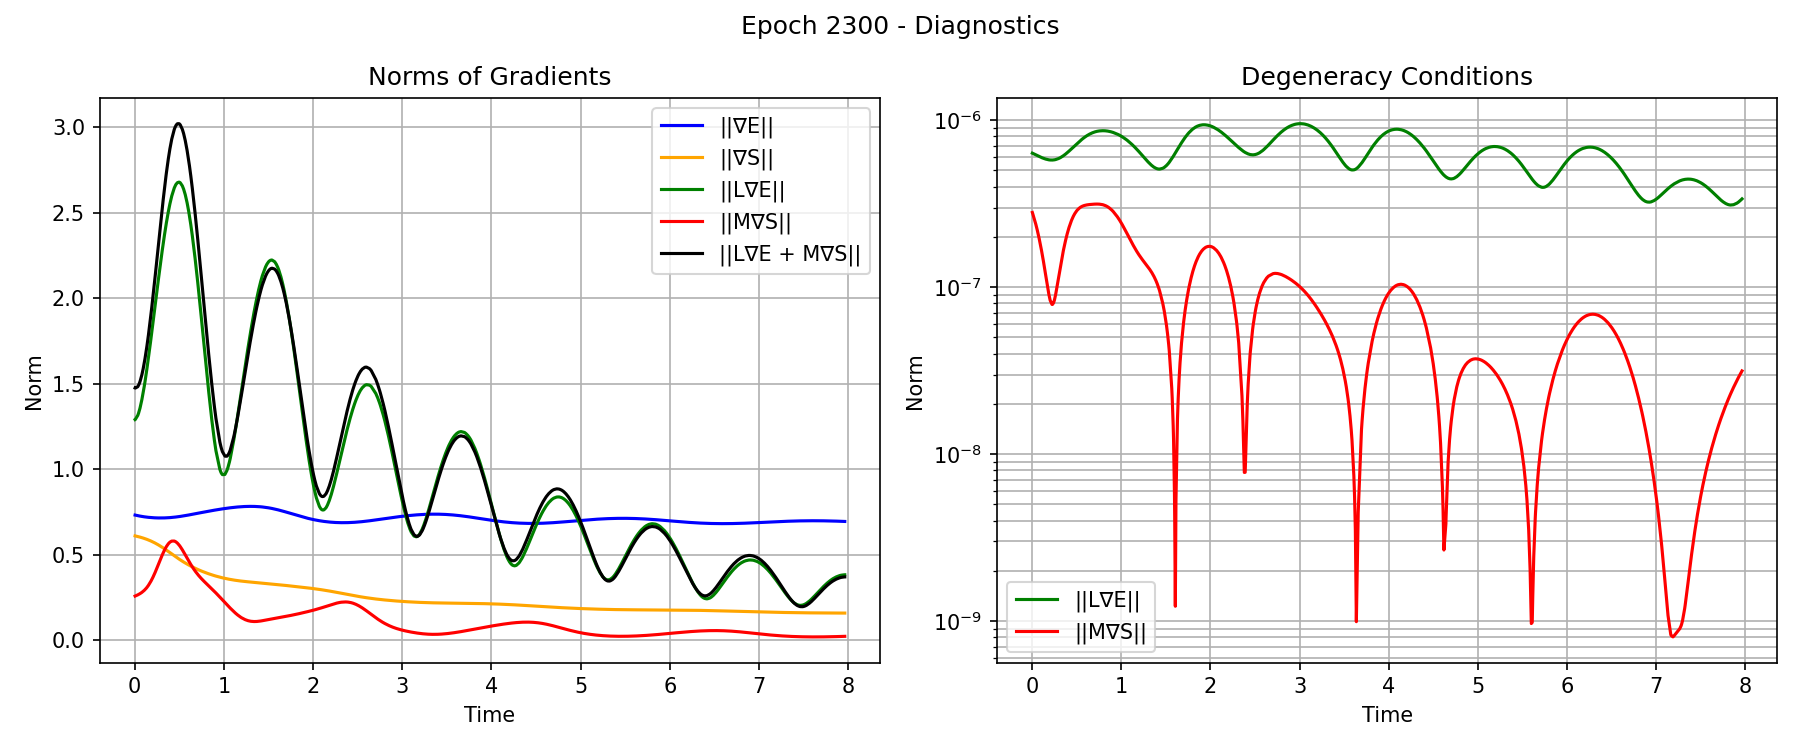 Epoch 2300 - Diagnostics
Norms of Gradients
Norm
3.0
2.5
2.0
1.5
1.0
0.5
0.0
||∇E||
||∇S||
||L∇E||
||M∇S||
||L∇E + M∇S||
0 1 2 3 4 5 6 7 8
Time
Degeneracy Conditions
Norm
10⁻⁶
10⁻⁷
10⁻⁸
10⁻⁹
||L∇E||
||M∇S||
0 1 2 3 4 5 6 7 8
Time